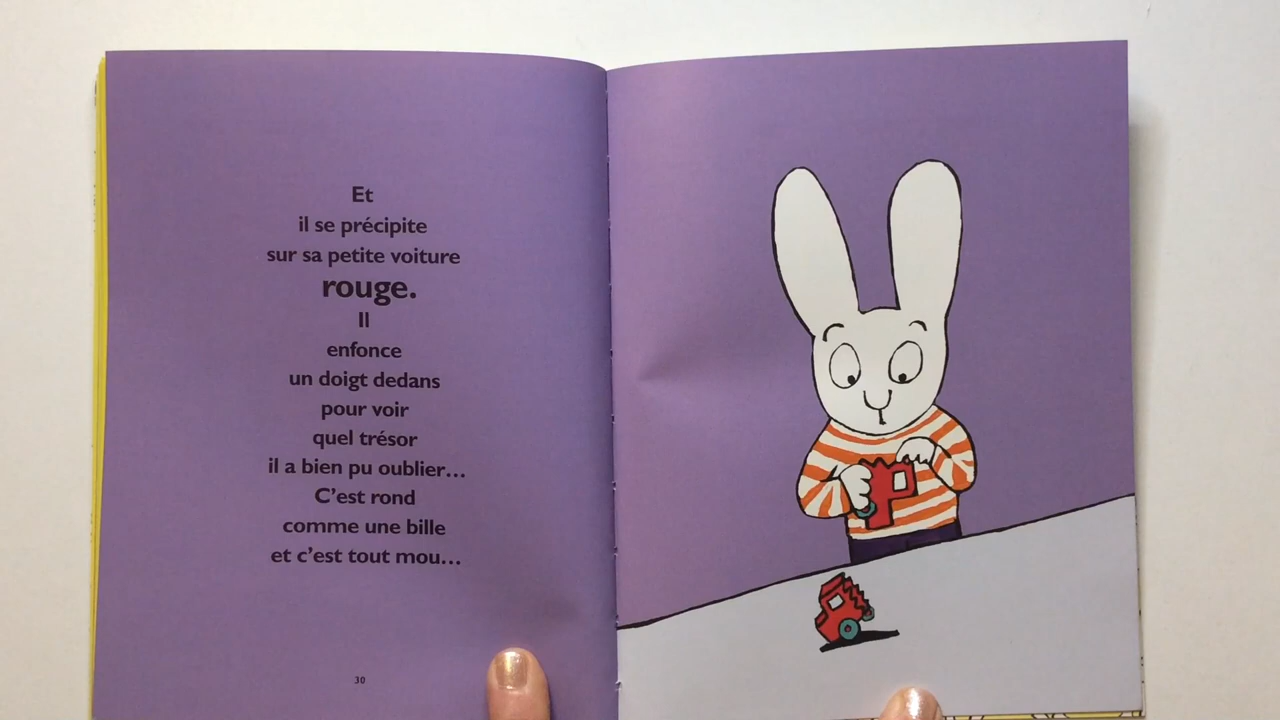 Et
il se précipite
sur sa petite voiture
rouge.
Il
enfonce
un doigt dedans
pour voir
quel trésor
il a bien pu oublier…
C'est rond
comme une bille
et c'est tout mou…
30